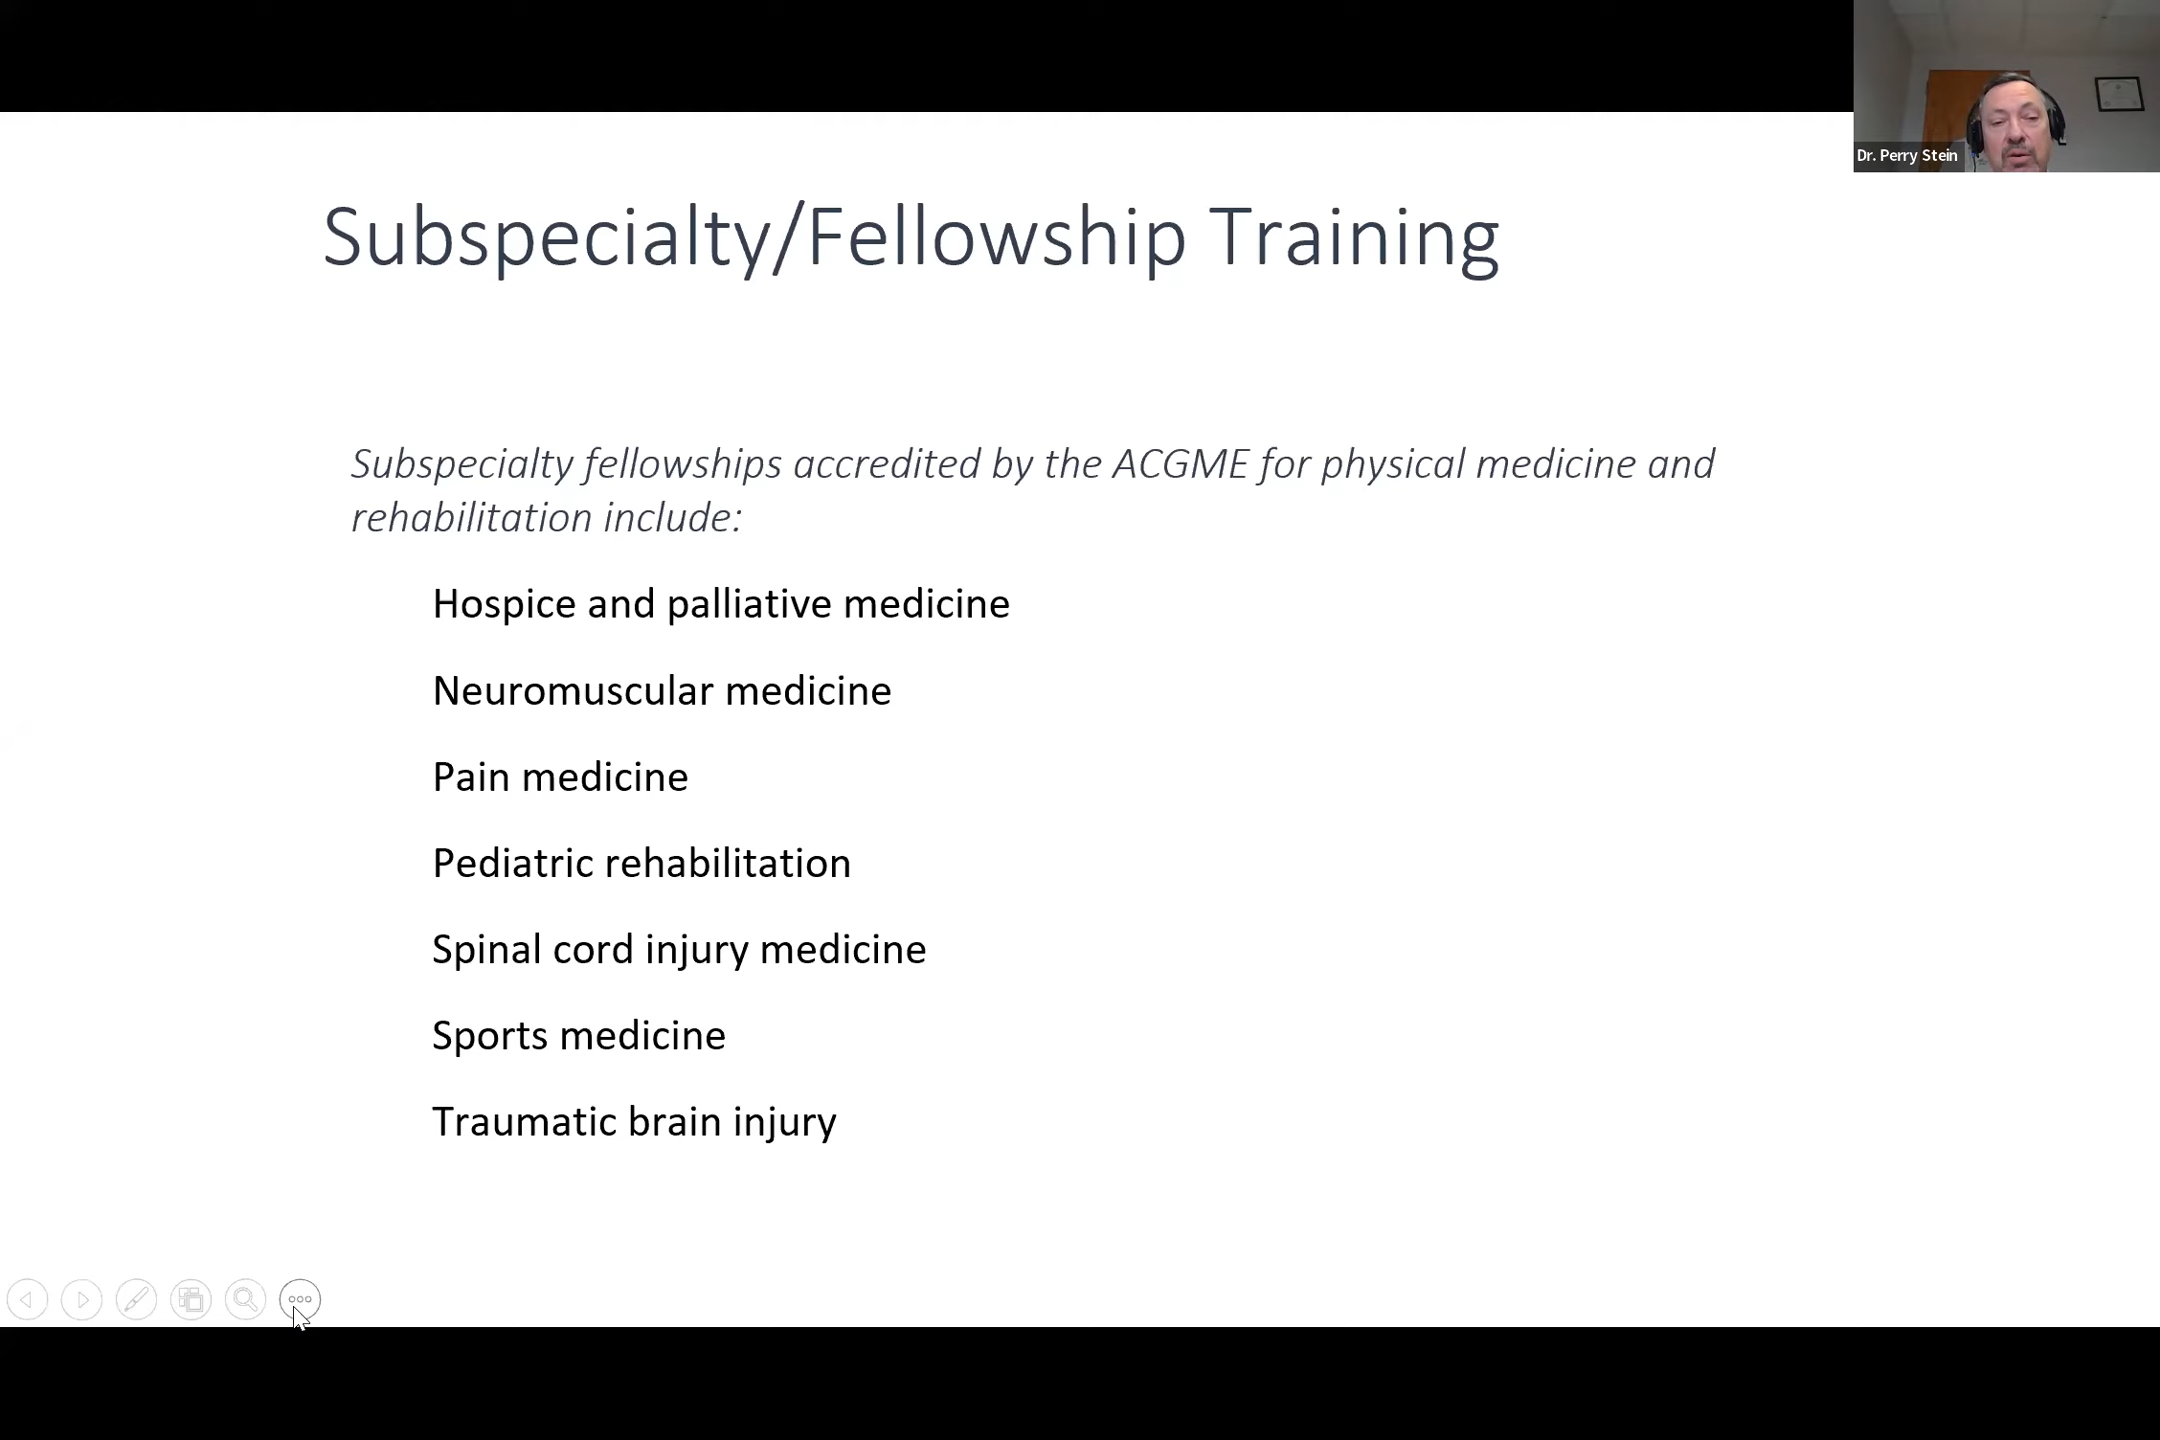 Dr. Perry Stein
Subspecialty/Fellowship Training
Subspecialty fellowships accredited by the ACGME for physical medicine and
rehabilitation include:
Hospice and palliative medicine
Neuromuscular medicine
Pain medicine
Pediatric rehabilitation
Spinal cord injury medicine
Sports medicine
Traumatic brain injury